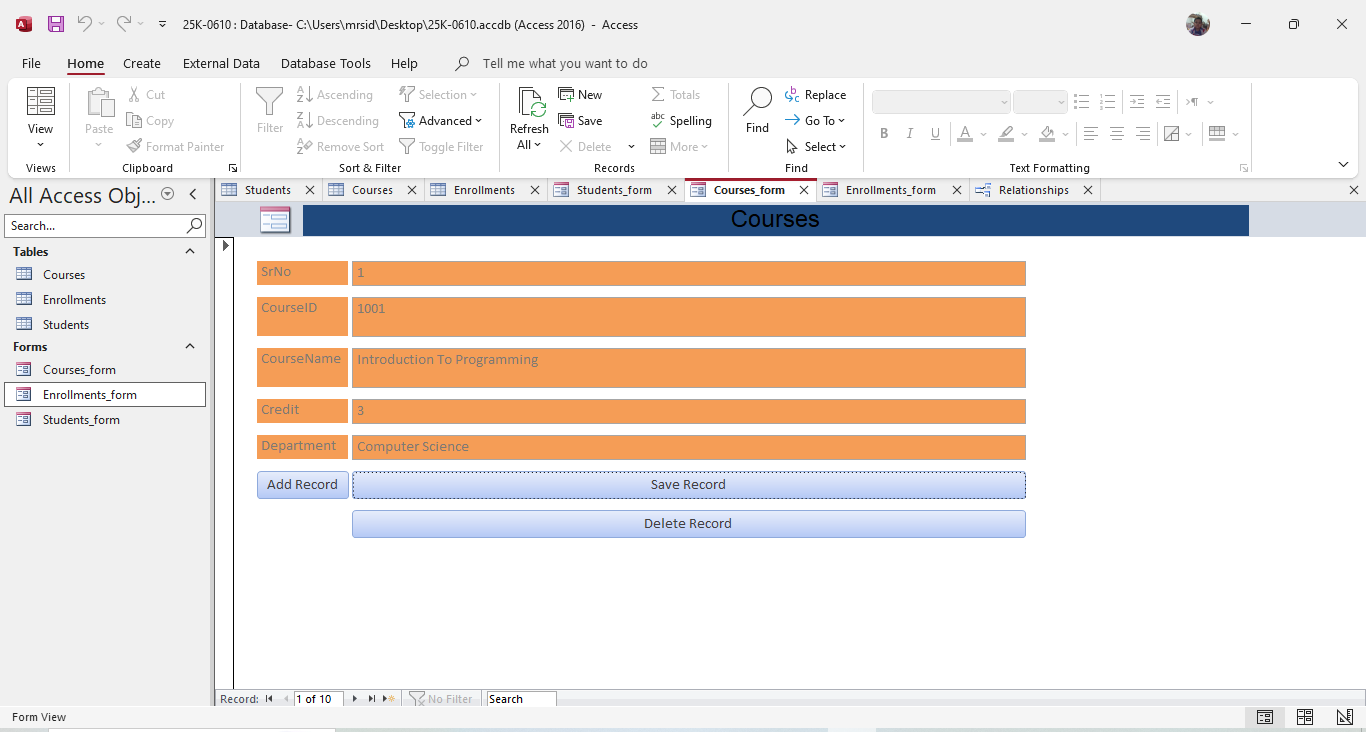 25K-0610 : Database- C:\Users\mrsid\Desktop\25K-0610.accdb (Access 2016) - Access
File Home Create External Data Database Tools Help Tell me what you want to do
View
Paste
Cut
Copy
Format Painter
Filter
Ascending
Descending
Remove Sort
Selection
Advanced
Toggle Filter
Refresh
All
New
Save
Delete
Totals
abc Spelling
More
Find
Replace
Go To
Select
B I U A
Views Clipboard Sort & Filter Records Find Text Formatting
All Access Obj...
Search...
Tables
Courses
Enrollments
Students
Forms
Courses_form
Enrollments_form
Students_form
Students Courses Enrollments Students_form Courses_form Enrollments_form Relationships
Courses
SrNo 1
CourseID 1001
CourseName Introduction To Programming
Credit 3
Department Computer Science
Add Record Save Record
Delete Record
Record: 1 of 10 No Filter Search
Form View